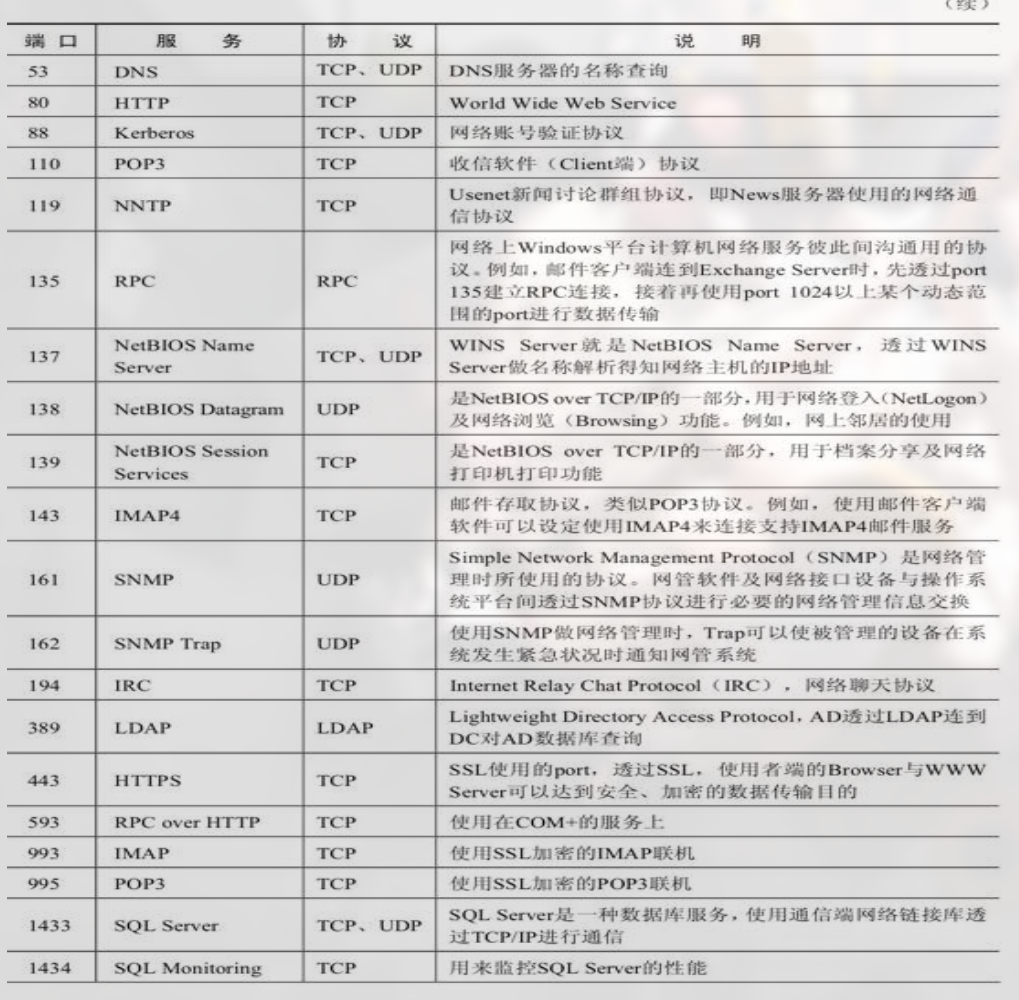 （续）
端 口 服 务 协 议 说 明
53 DNS TCP、UDP DNS服务器的名称查询
80 HTTP TCP World Wide Web Service
88 Kerberos TCP、UDP 网络账号验证协议
110 POP3 TCP 收信软件（Client端）协议
119 NNTP TCP Usenet新闻讨论群组协议，即News服务器使用的网络通
信协议
135 RPC RPC 网络上Windows平台计算机网络服务彼此间沟通用的协
议。例如，邮件客户端连到Exchange Server时，先透过port
135建立RPC连接，接着再使用port 1024以上某个动态范
围的port进行数据传输
137 NetBIOS Name
Server TCP、UDP WINS Server就是NetBIOS Name Server，透过WINS
Server做名称解析得知网络主机的IP地址
138 NetBIOS Datagram UDP 是NetBIOS over TCP/IP的一部分，用于网络登入（NetLogon）
及网络浏览（Browsing）功能。例如，网上邻居的使用
139 NetBIOS Session
Services TCP 是NetBIOS over TCP/IP的一部分，用于档案分享及网络
打印机打印功能
143 IMAP4 TCP 邮件存取协议，类似POP3协议。例如，使用邮件客户端
软件可以设定使用IMAP4来连接支持IMAP4邮件服务
161 SNMP UDP Simple Network Management Protocol（SNMP）是网络管
理时所使用的协议。网管软件及网络接口设备与操作系
统平台间透过SNMP协议进行必要的网络管理信息交换
162 SNMP Trap UDP 使用SNMP做网络管理时，Trap可以使被管理的设备在系
统发生紧急状况时通知网管系统
194 IRC TCP Internet Relay Chat Protocol（IRC），网络聊天协议
389 LDAP LDAP Lightweight Directory Access Protocol，AD透过LDAP连到
DC对AD数据库查询
443 HTTPS TCP SSL使用的port，透过SSL，使用者端的Browser与WWW
Server可以达到安全、加密的数据传输目的
593 RPC over HTTP TCP 使用在COM+的服务上
993 IMAP TCP 使用SSL加密的IMAP联机
995 POP3 TCP 使用SSL加密的POP3联机
1433 SQL Server TCP、UDP SQL Server是一种数据库服务，使用通信端网络链接库透
过TCP/IP进行通信
1434 SQL Monitoring TCP 用来监控SQL Server的性能